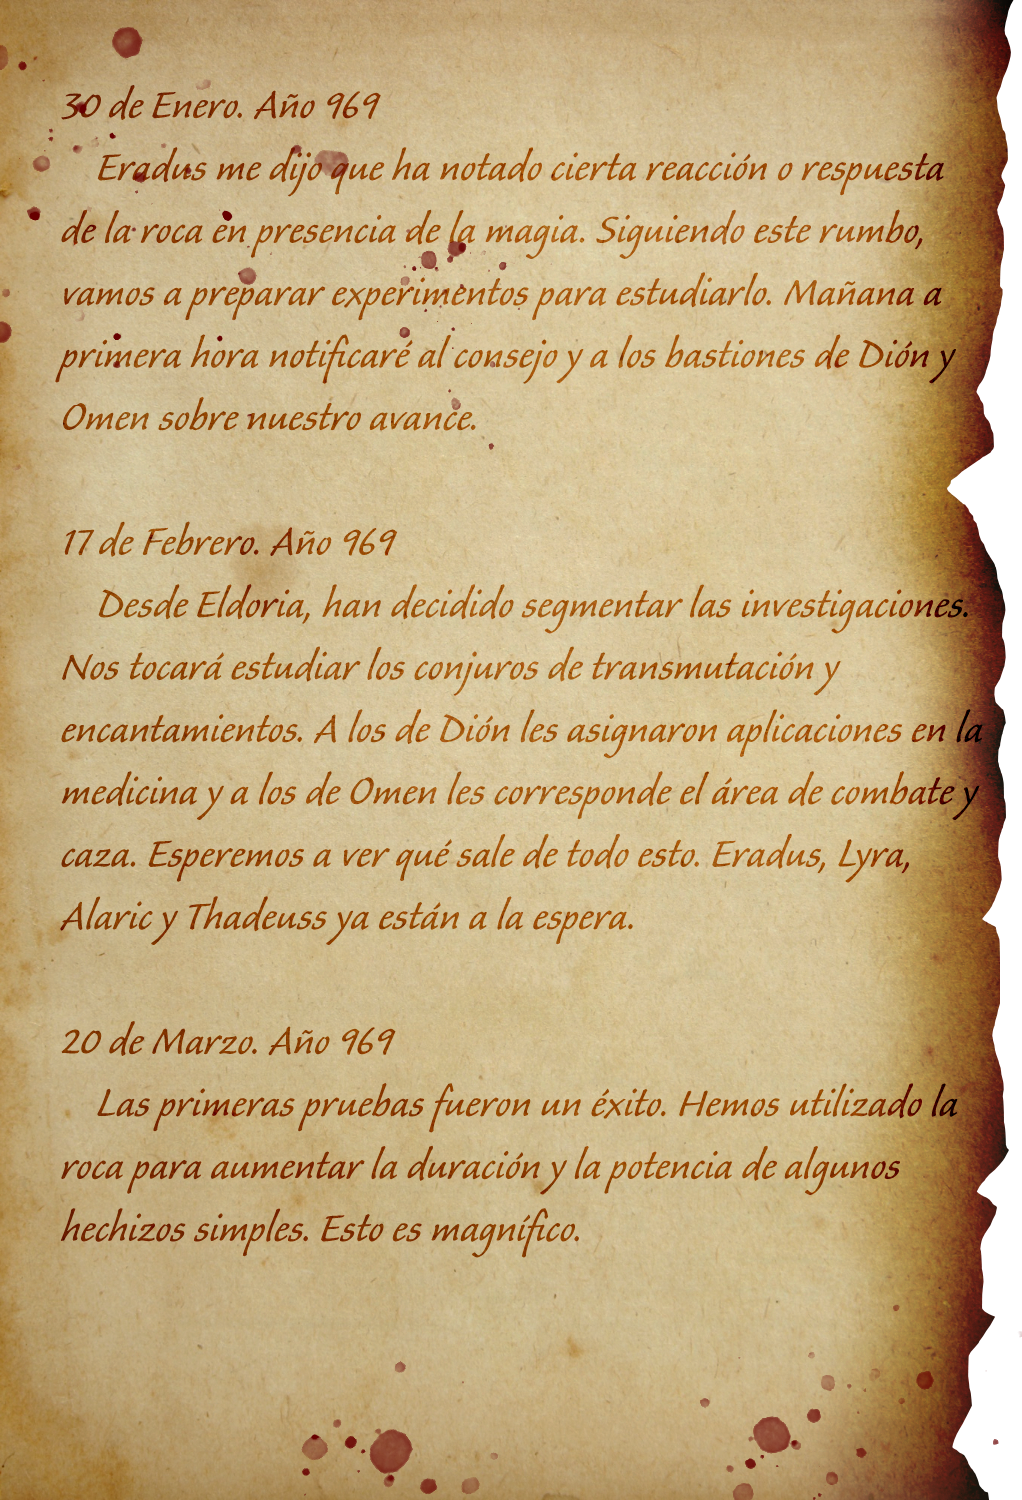 30 de Enero. Año 969
Eradus me dijo que ha notado cierta reacción o respuesta
de la roca en presencia de la magia. Siguiendo este rumbo,
vamos a preparar experimentos para estudiarlo. Mañana a
primera hora notificaré al consejo y a los bastiones de Dión y
Omen sobre nuestro avance.
17 de Febrero. Año 969
Desde Eldoria, han decidido segmentar las investigaciones.
Nos tocará estudiar los conjuros de transmutación y
encantamientos. A los de Dión les asignaron aplicaciones en la
medicina y a los de Omen les corresponde el área de combate y
caza. Esperemos a ver qué sale de todo esto. Eradus, Lyra,
Alaric y Thadeuss ya están a la espera.
20 de Marzo. Año 969
Las primeras pruebas fueron un éxito. Hemos utilizado la
roca para aumentar la duración y la potencia de algunos
hechizos simples. Esto es magnífico.